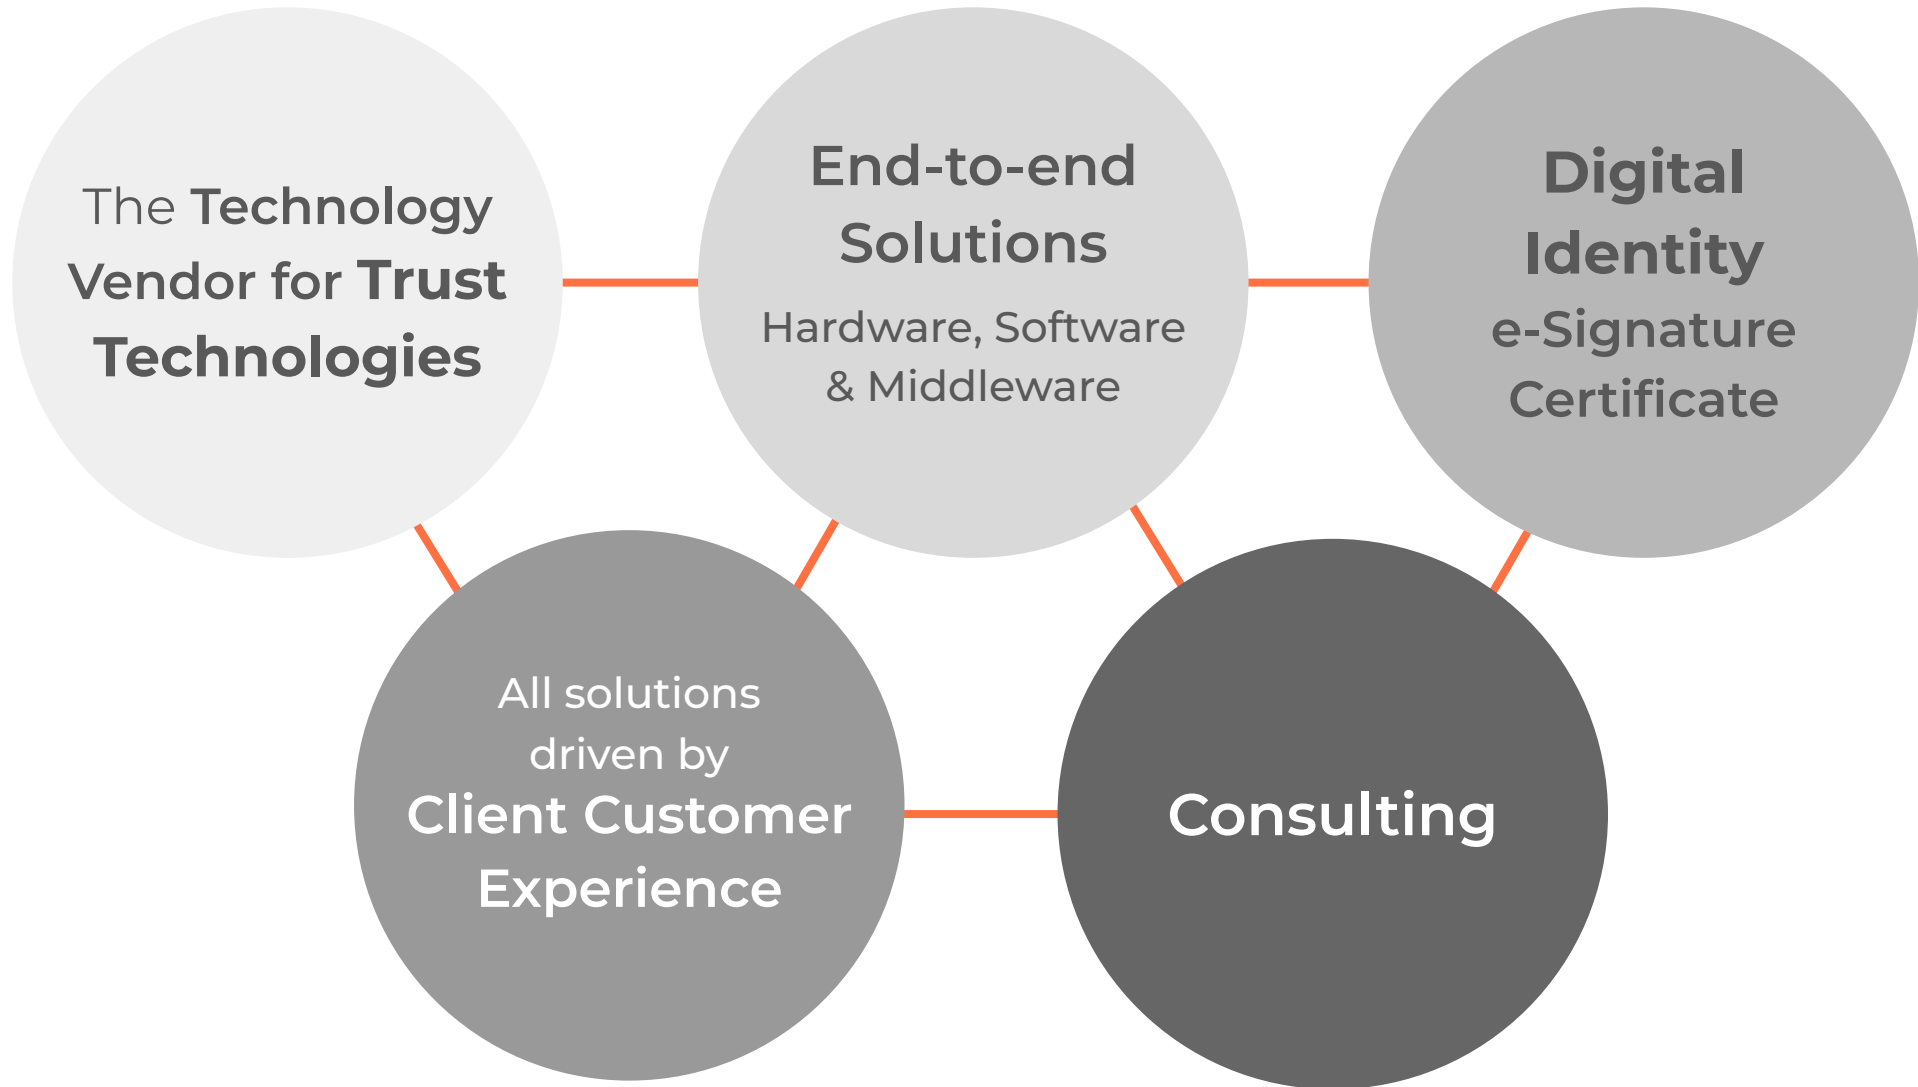 The Technology
Vendor for Trust
Technologies
End-to-end
Solutions
Hardware, Software
& Middleware
Digital
Identity
e-Signature
Certificate
All solutions
driven by
Client Customer
Experience
Consulting